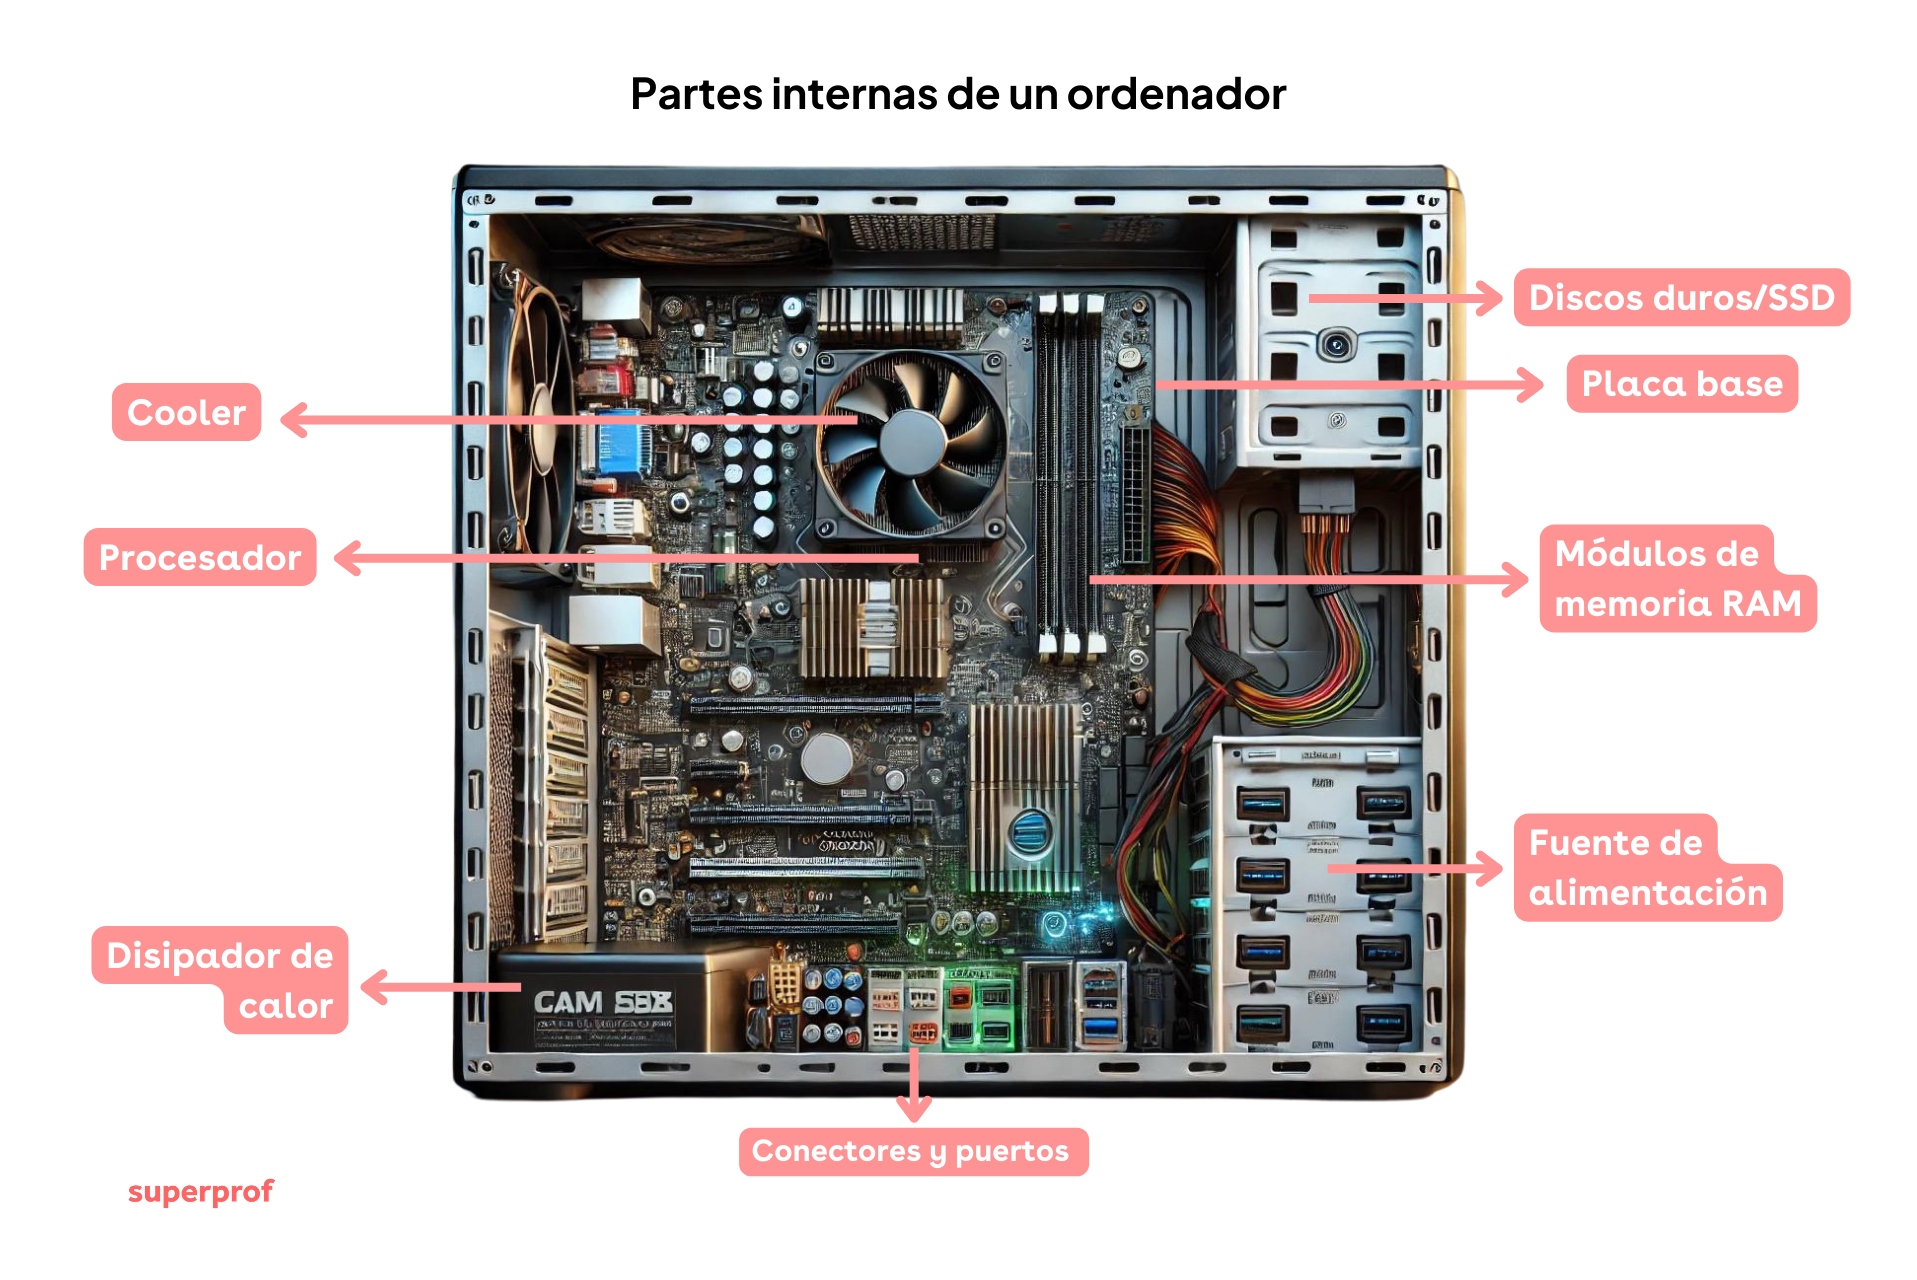 Partes internas de un ordenador
Discos duros/SSD
Placa base
Cooler
Procesador
Módulos de
memoria RAM
Fuente de
alimentación
Disipador de
calor
CAM
Conectores y puertos
superprof